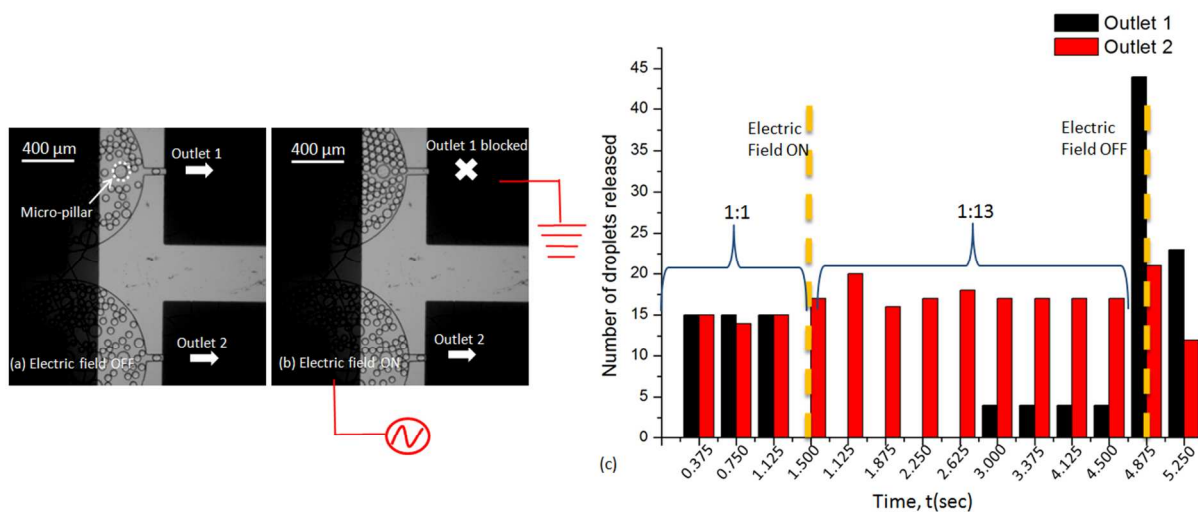 400 µm
Outlet 1
Micro-pillar
Outlet 2
(a) Electric field OFF
400 µm
Outlet 1 blocked
Outlet 2
(b) Electric field ON
Outlet 1
Outlet 2
Number of droplets released
45
40
35
30
25
20
15
10
5
0
1:1
Electric
Field ON
1:13
Electric
Field OFF
0.375
0.750
1.125
1.500
1.125
1.875
2.250
2.625
3.000
3.375
4.125
4.500
4.875
5.250
(c)
Time, t(sec)